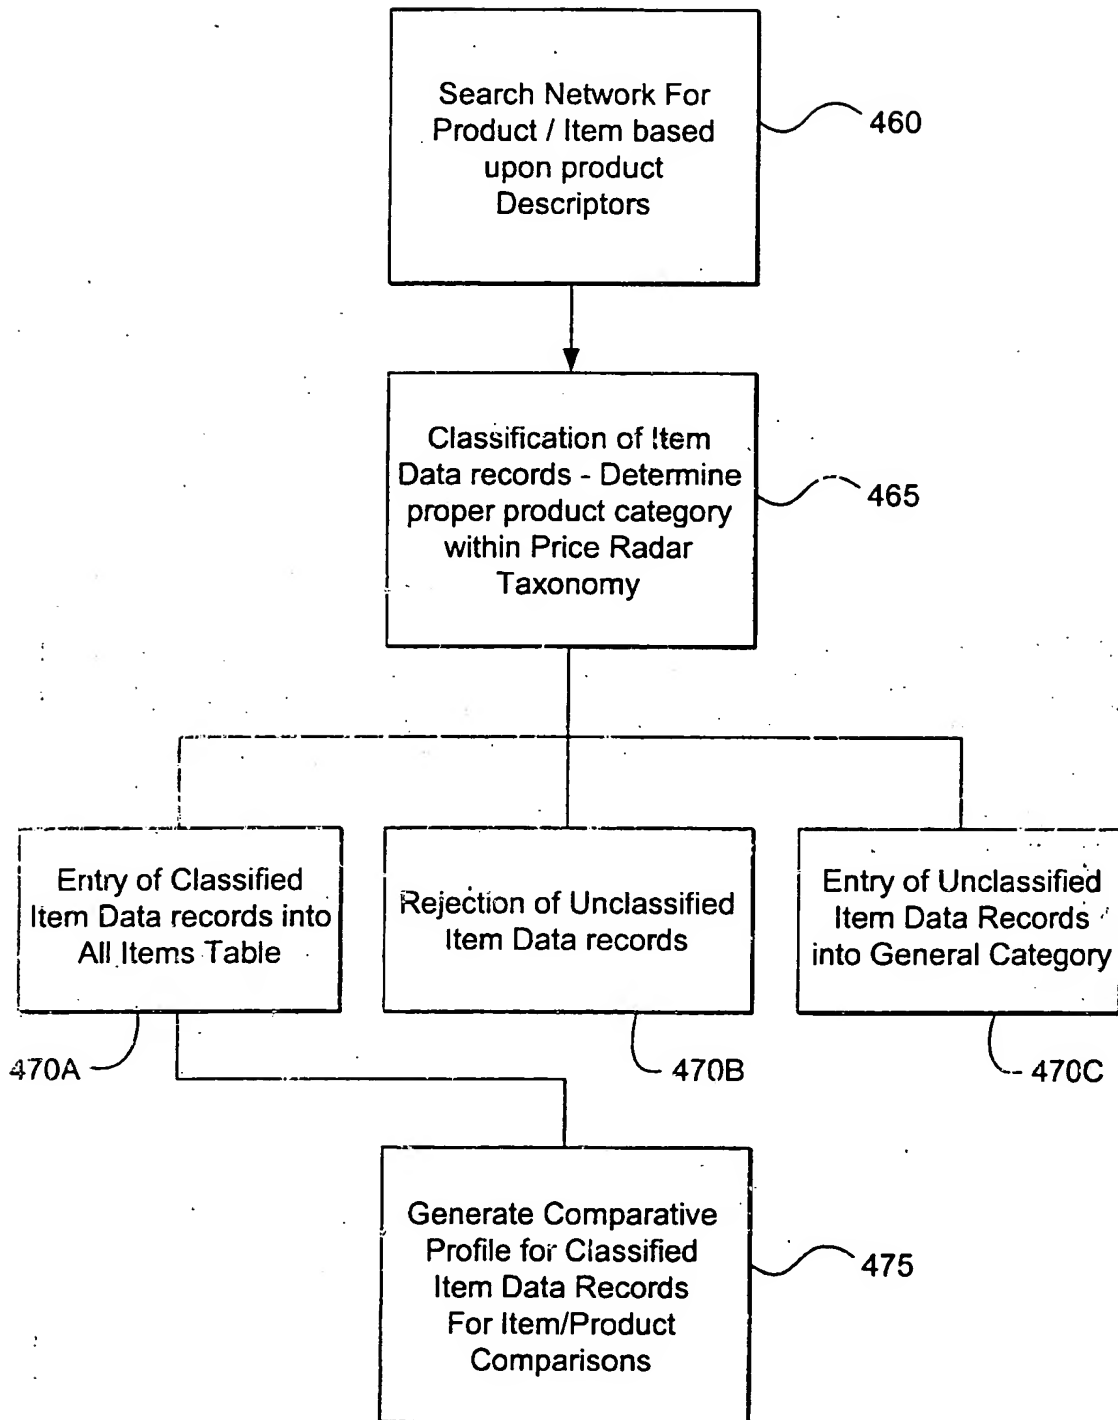 Search Network For
Product / Item based
upon product
Descriptors
460
Classification of Item
Data records - Determine
proper product category
within Price Radar
Taxonomy
465
Entry of Classified
Item Data records into
All Items Table
Rejection of Unclassified
Item Data records
Entry of Unclassified
Item Data Records
into General Category
470A
470B
470C
Generate Comparative
Profile for Classified
Item Data Records
For Item/Product
Comparisons
475